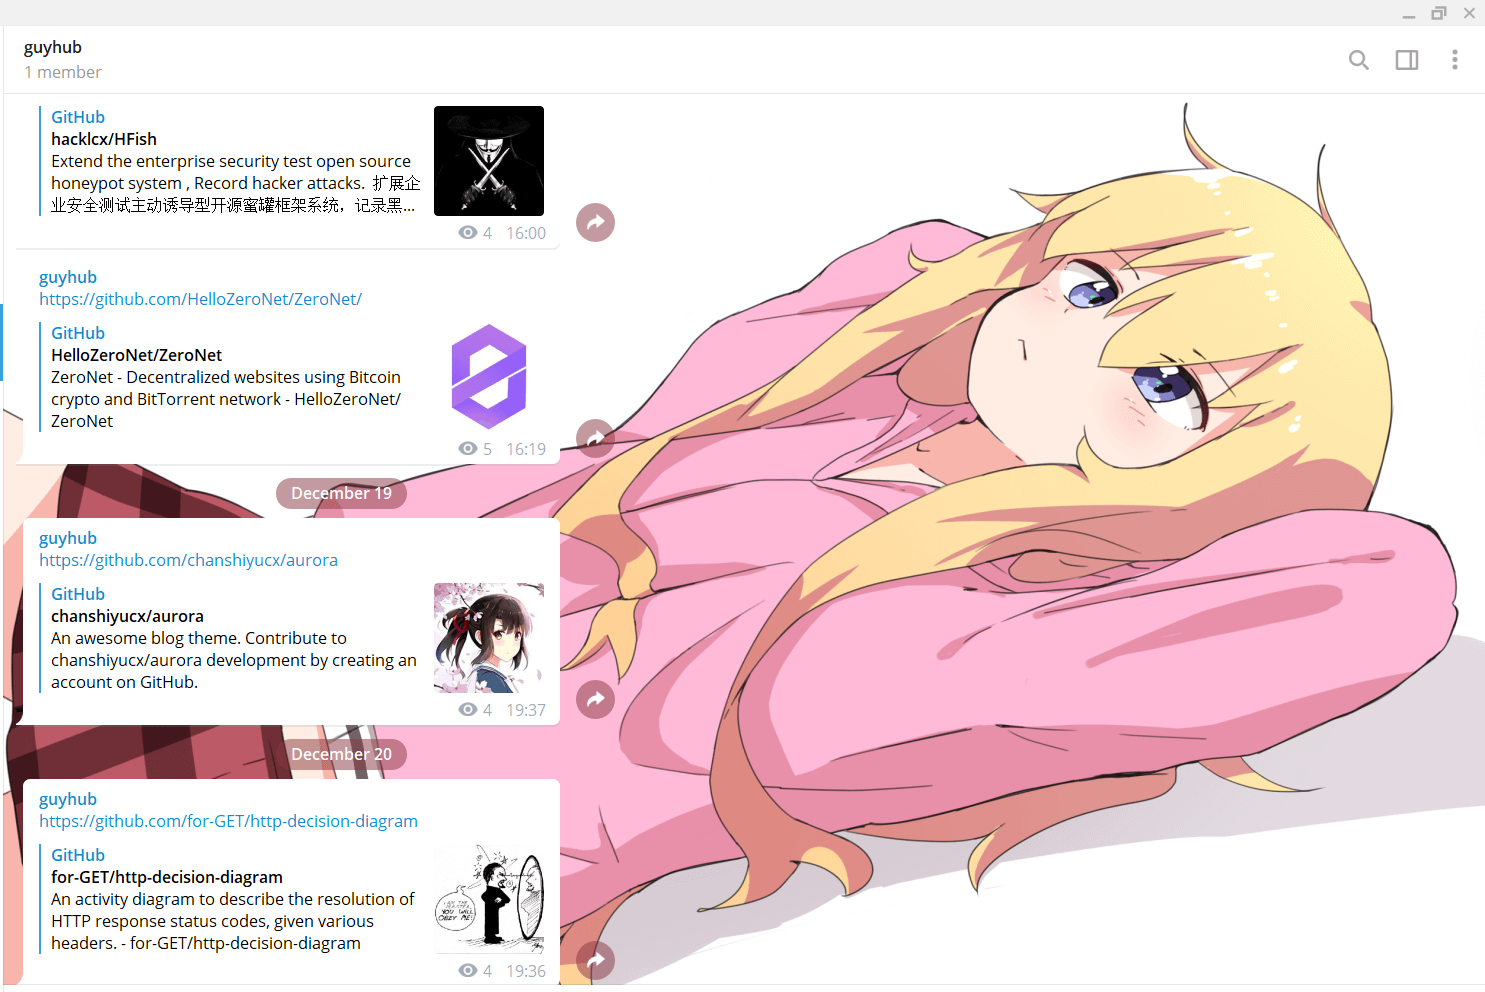 guyhub
1 member
GitHub
hacklcx/HFish
Extend the enterprise security test open source
honeypot system , Record hacker attacks. 扩展企
业安全测试主动诱导型开源蜜罐框架系统，记录黑...
4 16:00
guyhub
https://github.com/HelloZeroNet/ZeroNet/
GitHub
HelloZeroNet/ZeroNet
ZeroNet - Decentralized websites using Bitcoin
crypto and BitTorrent network - HelloZeroNet/
ZeroNet
5 16:19
December 19
guyhub
https://github.com/chanshiyucx/aurora
GitHub
chanshiyucx/aurora
An awesome blog theme. Contribute to
chanshiyucx/aurora development by creating an
account on GitHub.
4 19:37
December 20
guyhub
https://github.com/for-GET/http-decision-diagram
GitHub
for-GET/http-decision-diagram
An activity diagram to describe the resolution of
HTTP response status codes, given various
headers. - for-GET/http-decision-diagram
I AM THE
MASTER,
YOU WILL
OBEY ME!
4 19:36